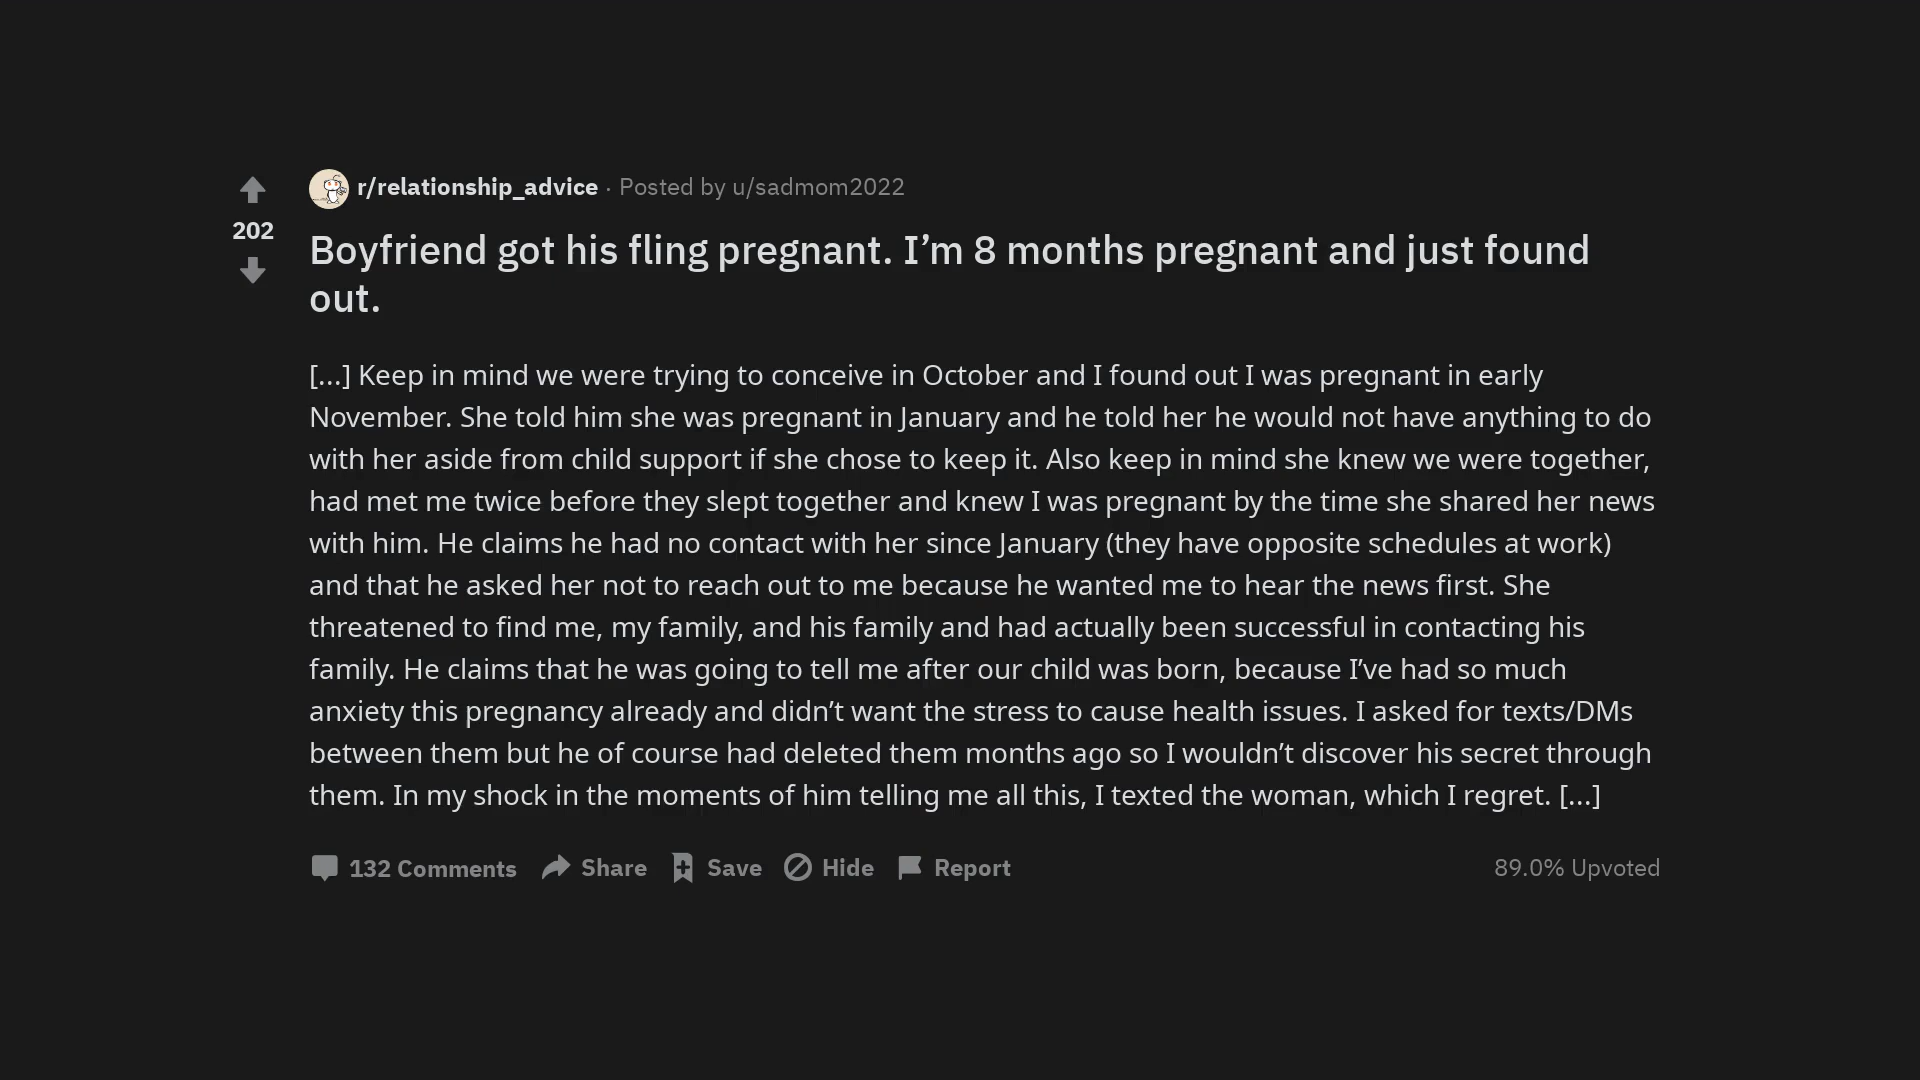 r/relationship_advice · Posted by u/sadmom2022
202
Boyfriend got his fling pregnant. I’m 8 months pregnant and just found
out.
[...] Keep in mind we were trying to conceive in October and I found out I was pregnant in early
November. She told him she was pregnant in January and he told her he would not have anything to do
with her aside from child support if she chose to keep it. Also keep in mind she knew we were together,
had met me twice before they slept together and knew I was pregnant by the time she shared her news
with him. He claims he had no contact with her since January (they have opposite schedules at work)
and that he asked her not to reach out to me because he wanted me to hear the news first. She
threatened to find me, my family, and his family and had actually been successful in contacting his
family. He claims that he was going to tell me after our child was born, because I’ve had so much
anxiety this pregnancy already and didn’t want the stress to cause health issues. I asked for texts/DMs
between them but he of course had deleted them months ago so I wouldn’t discover his secret through
them. In my shock in the moments of him telling me all this, I texted the woman, which I regret. [...]
132 Comments Share Save Hide Report 89.0% Upvoted